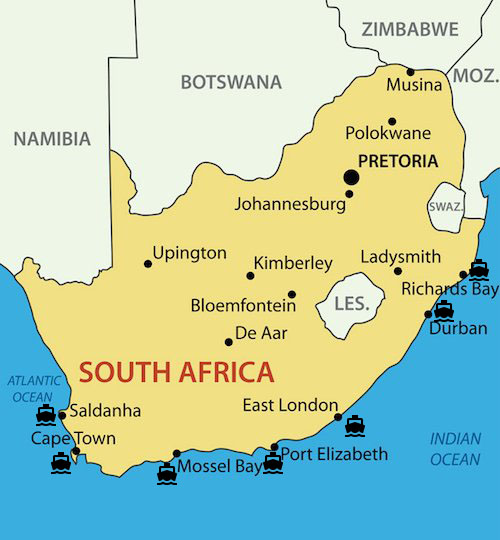 ZIMBABWE
BOTSWANA
MOZ.
Musina
NAMIBIA
Polokwane
PRETORIA
Johannesburg
SWAZ.
Upington
Kimberley
Ladysmith
Richards Bay
Bloemfontein
LES.
Durban
De Aar
SOUTH AFRICA
ATLANTIC
OCEAN
Saldanha
East London
Cape Town
INDIAN
OCEAN
Port Elizabeth
Mossel Bay